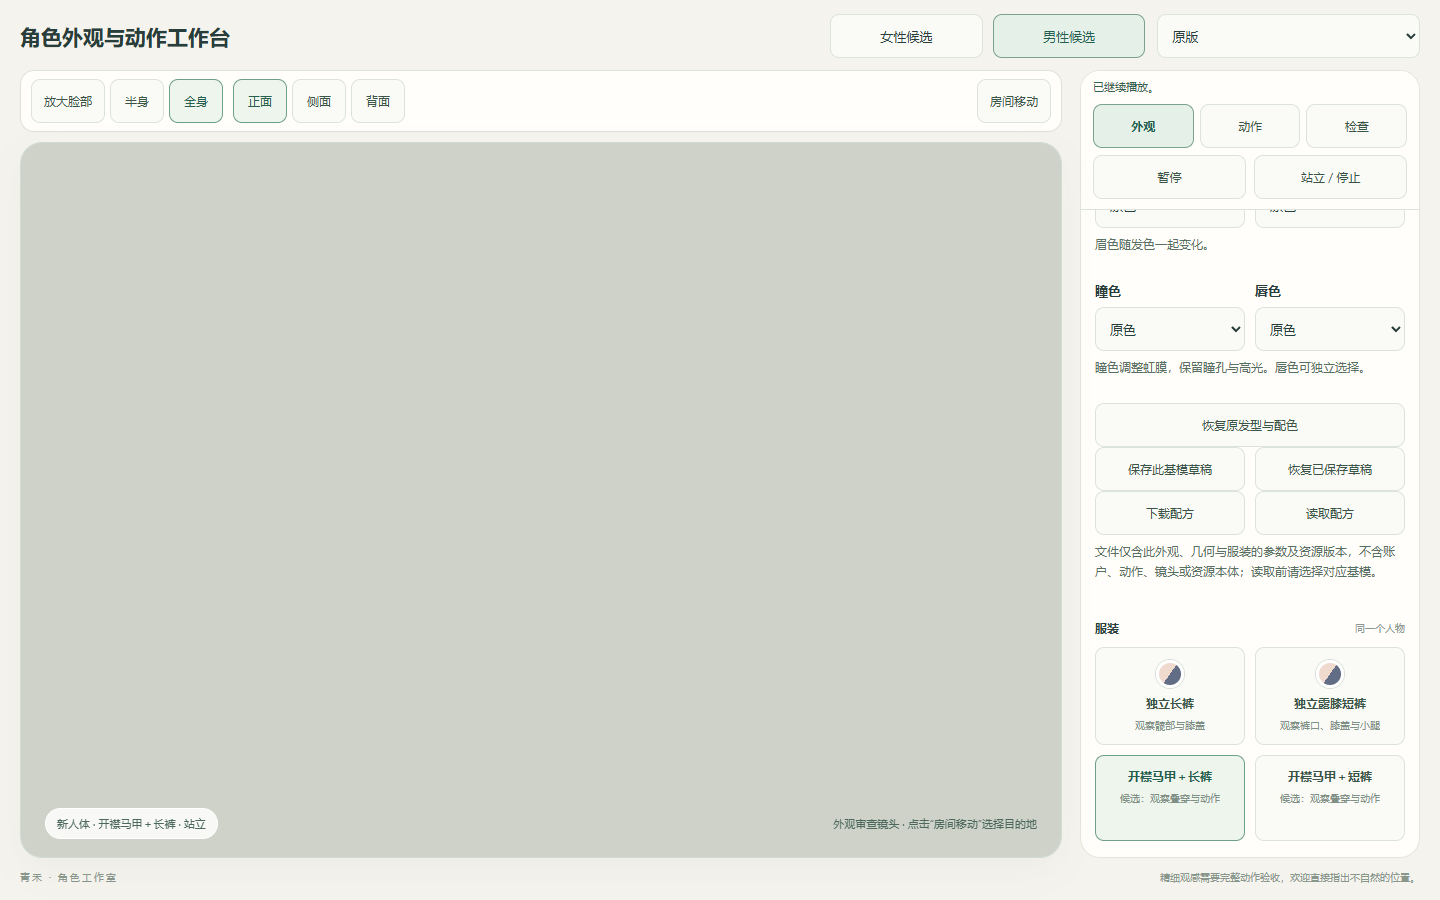 角色外观与动作工作台
女性候选
男性候选
原版
放大脸部
半身
全身
正面
侧面
背面
房间移动
已继续播放。
外观
动作
检查
暂停
站立 / 停止
眉色随发色一起变化。
瞳色
唇色
原色
原色
瞳色调整虹膜，保留瞳孔与高光。唇色可独立选择。
恢复原发型与配色
保存此基模草稿
恢复已保存草稿
下载配方
读取配方
文件仅含此外观、几何与服装的参数及资源版本，不含账
户、动作、镜头或资源本体；读取前请选择对应基模。
服装
同一个人物
独立长裤
观察髋部与膝盖
独立露膝短裤
观察裤口、膝盖与小腿
开襟马甲 + 长裤
候选：观察叠穿与动作
开襟马甲 + 短裤
候选：观察叠穿与动作
新人体 · 开襟马甲 + 长裤 · 站立
外观审查镜头 · 点击“房间移动”选择目的地
青禾 · 角色工作室
精细观感需要完整动作验收，欢迎直接指出不自然的位置。